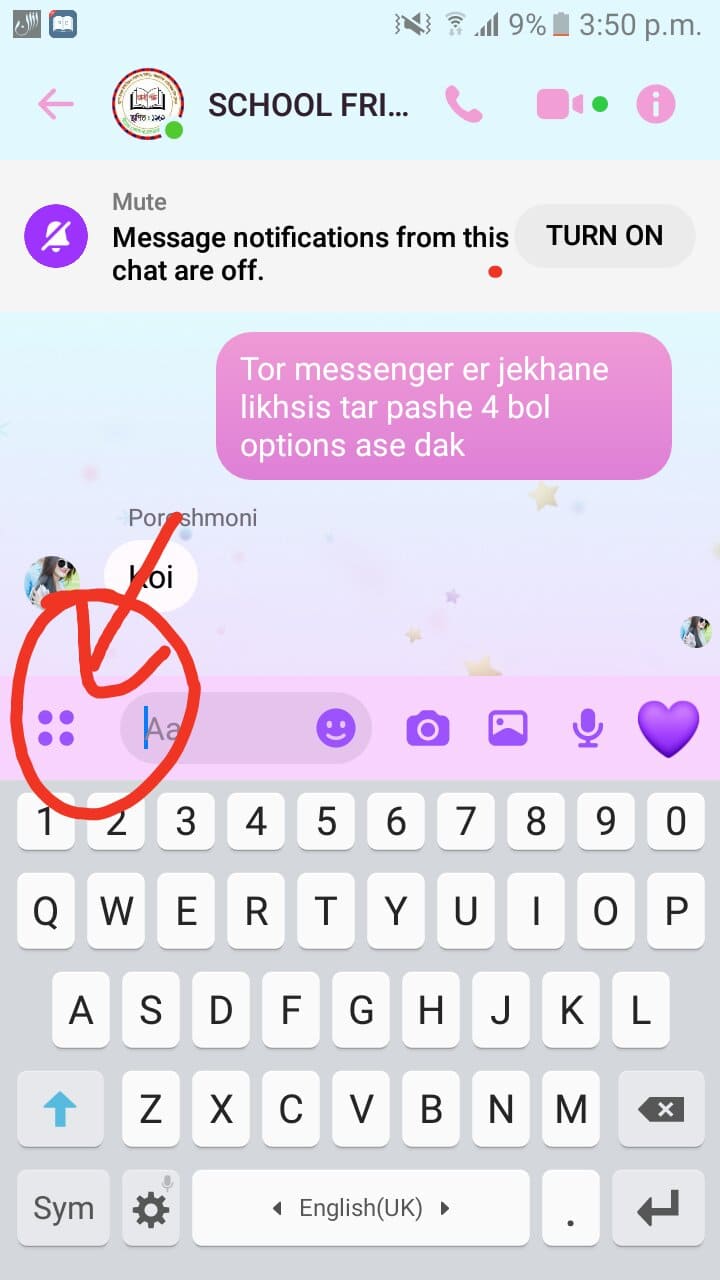 9% 3:50 p.m.
SCHOOL FRI...
Mute
Message notifications from this
chat are off.
TURN ON
Tor messenger er jekhane
likhsis tar pashe 4 bol
options ase dak
Poroshmoni
Koi
Aa
1 2 3 4 5 6 7 8 9 0
Q W E R T Y U I O P
A S D F G H J K L
Z X C V B N M
Sym English(UK) .